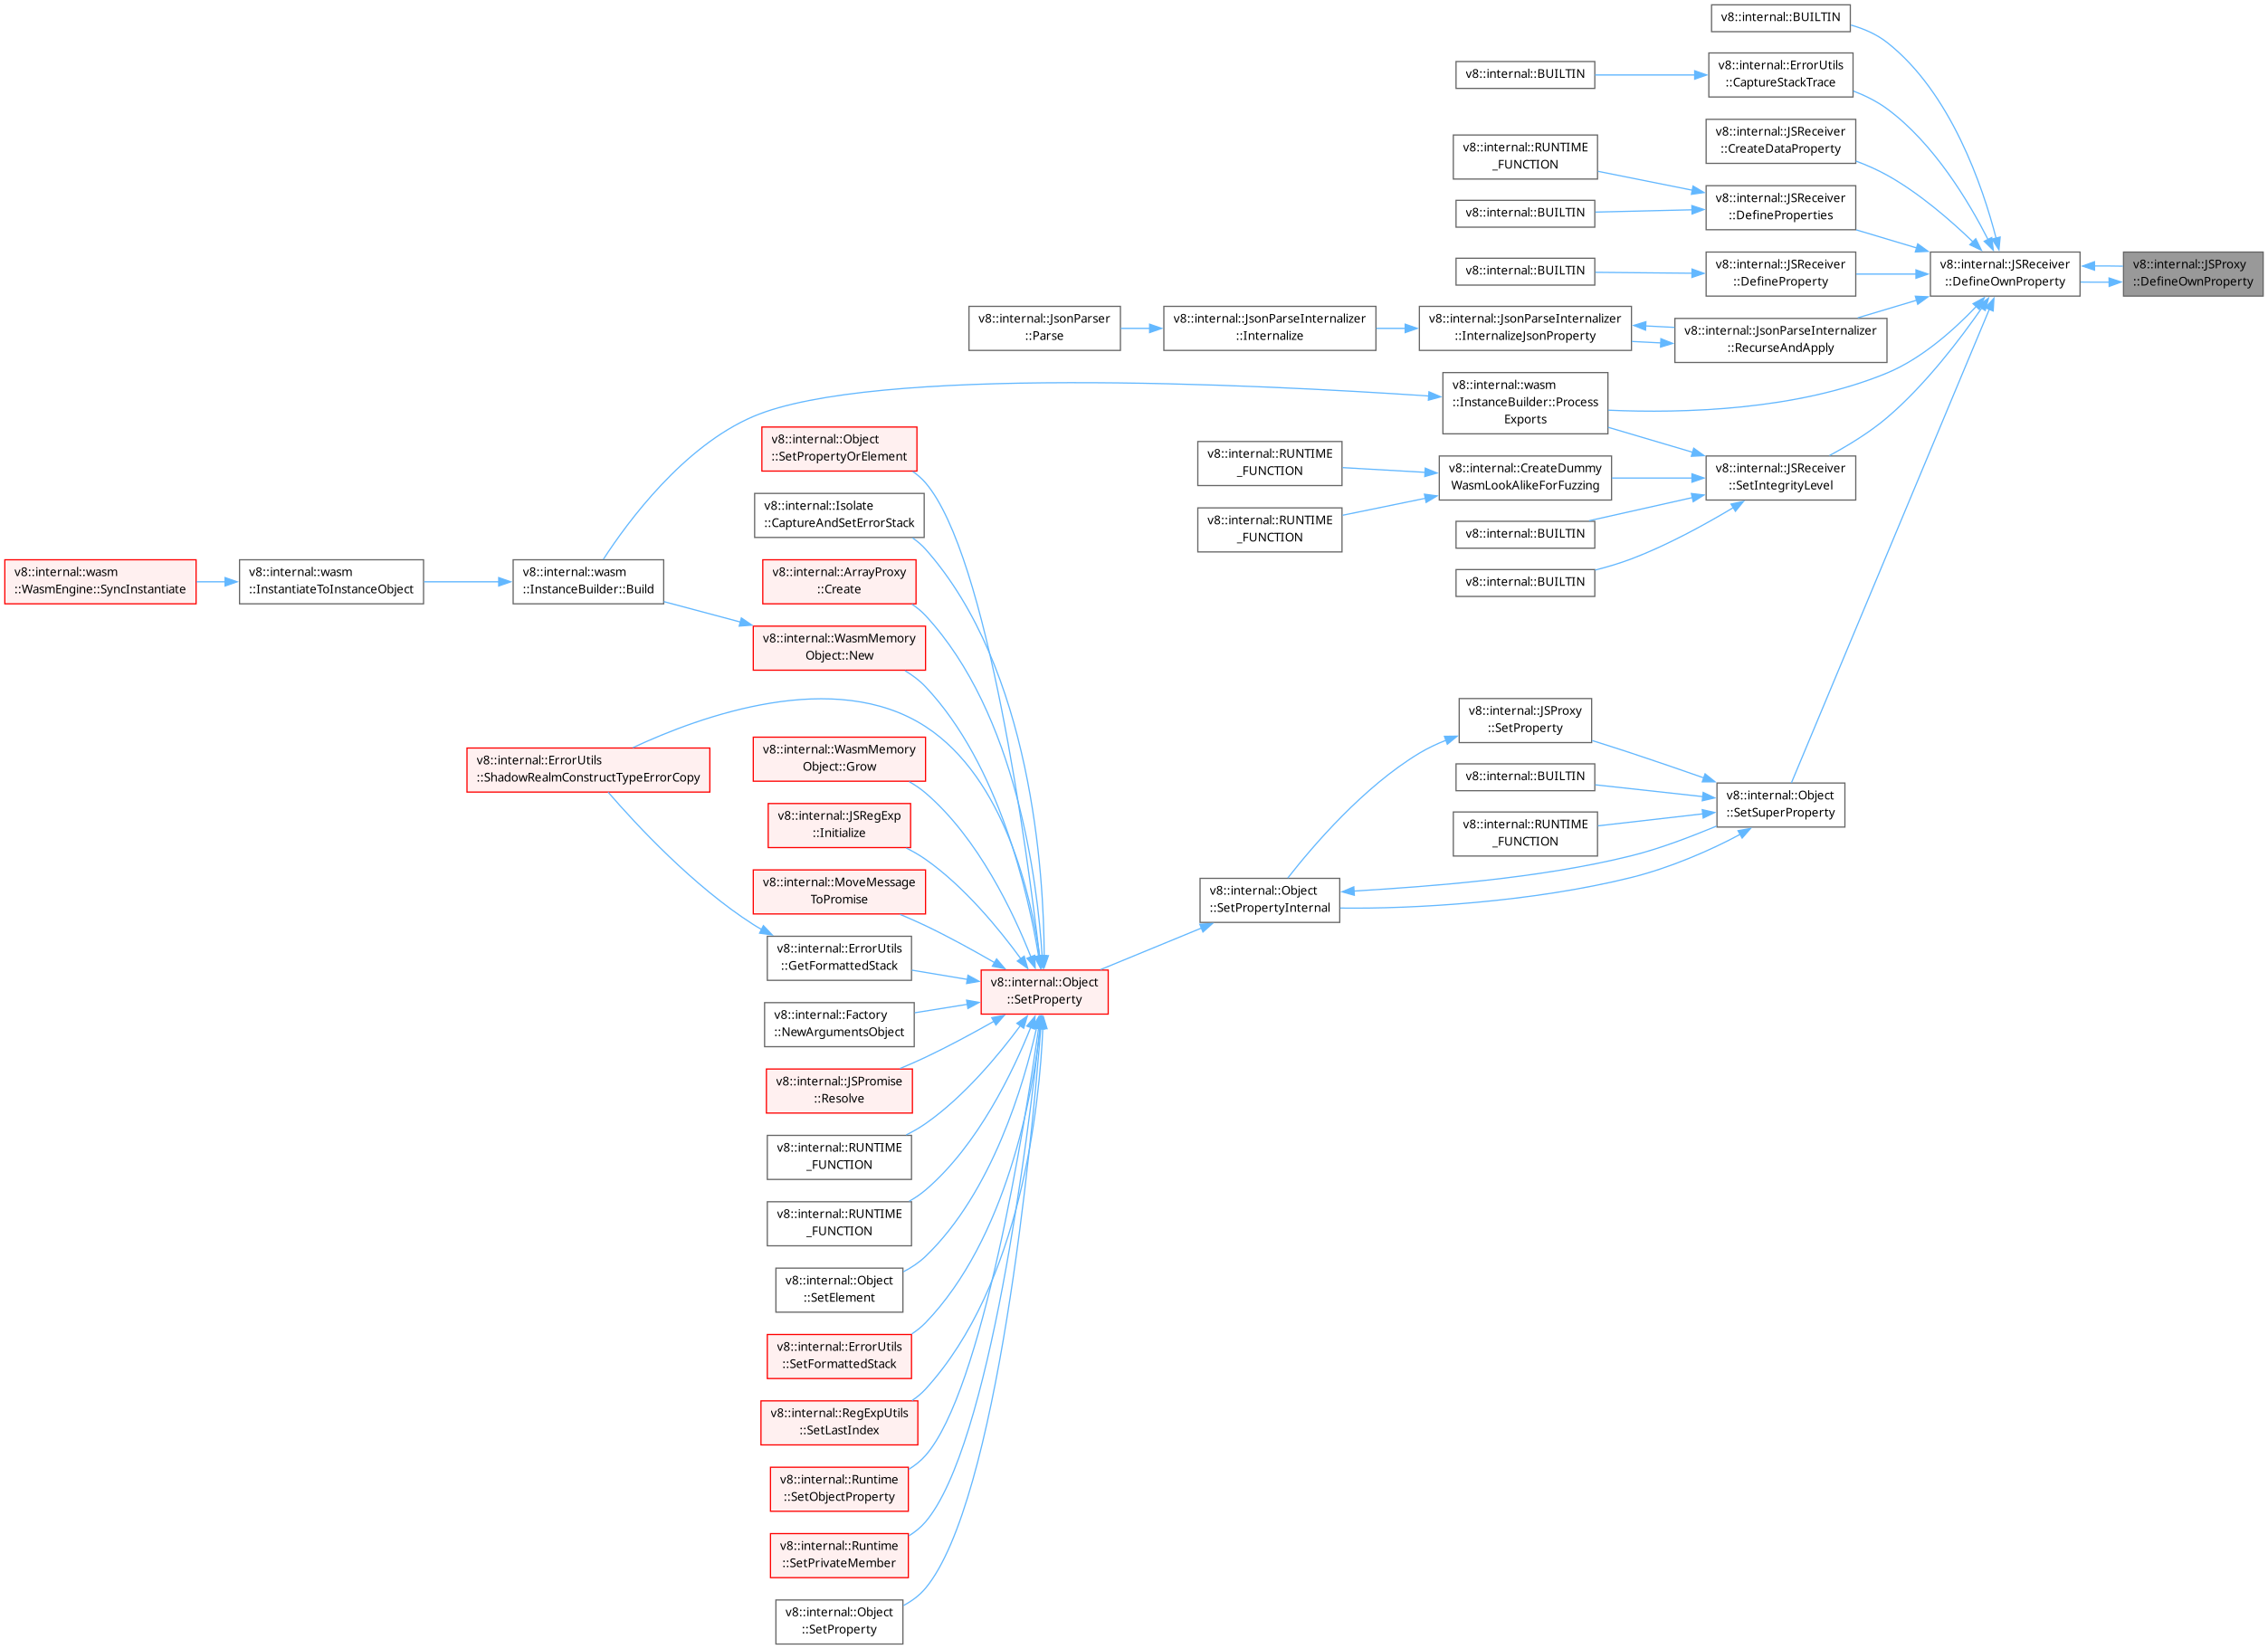 v8::internal::BUILTIN
v8::internal::ErrorUtils
::CaptureStackTrace
v8::internal::BUILTIN
v8::internal::JSReceiver
::CreateDataProperty
v8::internal::RUNTIME
_FUNCTION
v8::internal::JSReceiver
::DefineProperties
v8::internal::BUILTIN
v8::internal::JSReceiver
::DefineProperty
v8::internal::BUILTIN
v8::internal::JSReceiver
::DefineOwnProperty
v8::internal::JSProxy
::DefineOwnProperty
v8::internal::JsonParser
::Parse
v8::internal::JsonParseInternalizer
::Internalize
v8::internal::JsonParseInternalizer
::InternalizeJsonProperty
v8::internal::JsonParseInternalizer
::RecurseAndApply
v8::internal::wasm
::InstanceBuilder::Process
Exports
v8::internal::Object
::SetPropertyOrElement
v8::internal::RUNTIME
_FUNCTION
v8::internal::CreateDummy
WasmLookAlikeForFuzzing
v8::internal::JSReceiver
::SetIntegrityLevel
v8::internal::Isolate
::CaptureAndSetErrorStack
v8::internal::RUNTIME
_FUNCTION
v8::internal::BUILTIN
v8::internal::BUILTIN
v8::internal::wasm
::WasmEngine::SyncInstantiate
v8::internal::wasm
::InstantiateToInstanceObject
v8::internal::wasm
::InstanceBuilder::Build
v8::internal::ArrayProxy
::Create
v8::internal::WasmMemory
Object::New
v8::internal::JSProxy
::SetProperty
v8::internal::ErrorUtils
::ShadowRealmConstructTypeErrorCopy
v8::internal::WasmMemory
Object::Grow
v8::internal::BUILTIN
v8::internal::Object
::SetSuperProperty
v8::internal::JSRegExp
::Initialize
v8::internal::RUNTIME
_FUNCTION
v8::internal::MoveMessage
ToPromise
v8::internal::Object
::SetPropertyInternal
v8::internal::ErrorUtils
::GetFormattedStack
v8::internal::Object
::SetProperty
v8::internal::Factory
::NewArgumentsObject
v8::internal::JSPromise
::Resolve
v8::internal::RUNTIME
_FUNCTION
v8::internal::RUNTIME
_FUNCTION
v8::internal::Object
::SetElement
v8::internal::ErrorUtils
::SetFormattedStack
v8::internal::RegExpUtils
::SetLastIndex
v8::internal::Runtime
::SetObjectProperty
v8::internal::Runtime
::SetPrivateMember
v8::internal::Object
::SetProperty